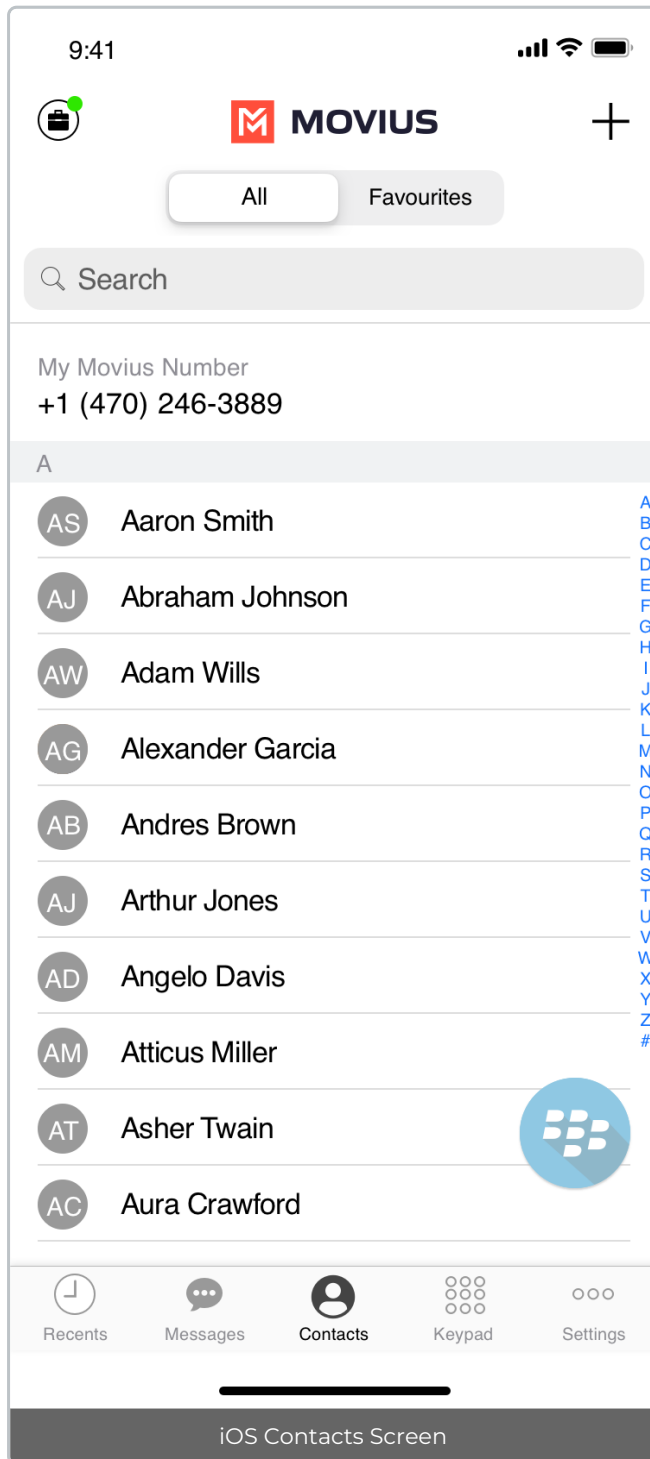 9:41
MOVIUS
All Favourites
Search
My Movius Number
+1 (470) 246-3889
A
AS Aaron Smith
AJ Abraham Johnson
AW Adam Wills
AG Alexander Garcia
AB Andres Brown
AJ Arthur Jones
AD Angelo Davis
AM Atticus Miller
AT Asher Twain
AC Aura Crawford
A
B
C
D
E
F
G
H
I
J
K
L
M
N
O
P
Q
R
S
T
U
V
W
X
Y
Z
#
Recents Messages Contacts Keypad Settings
iOS Contacts Screen